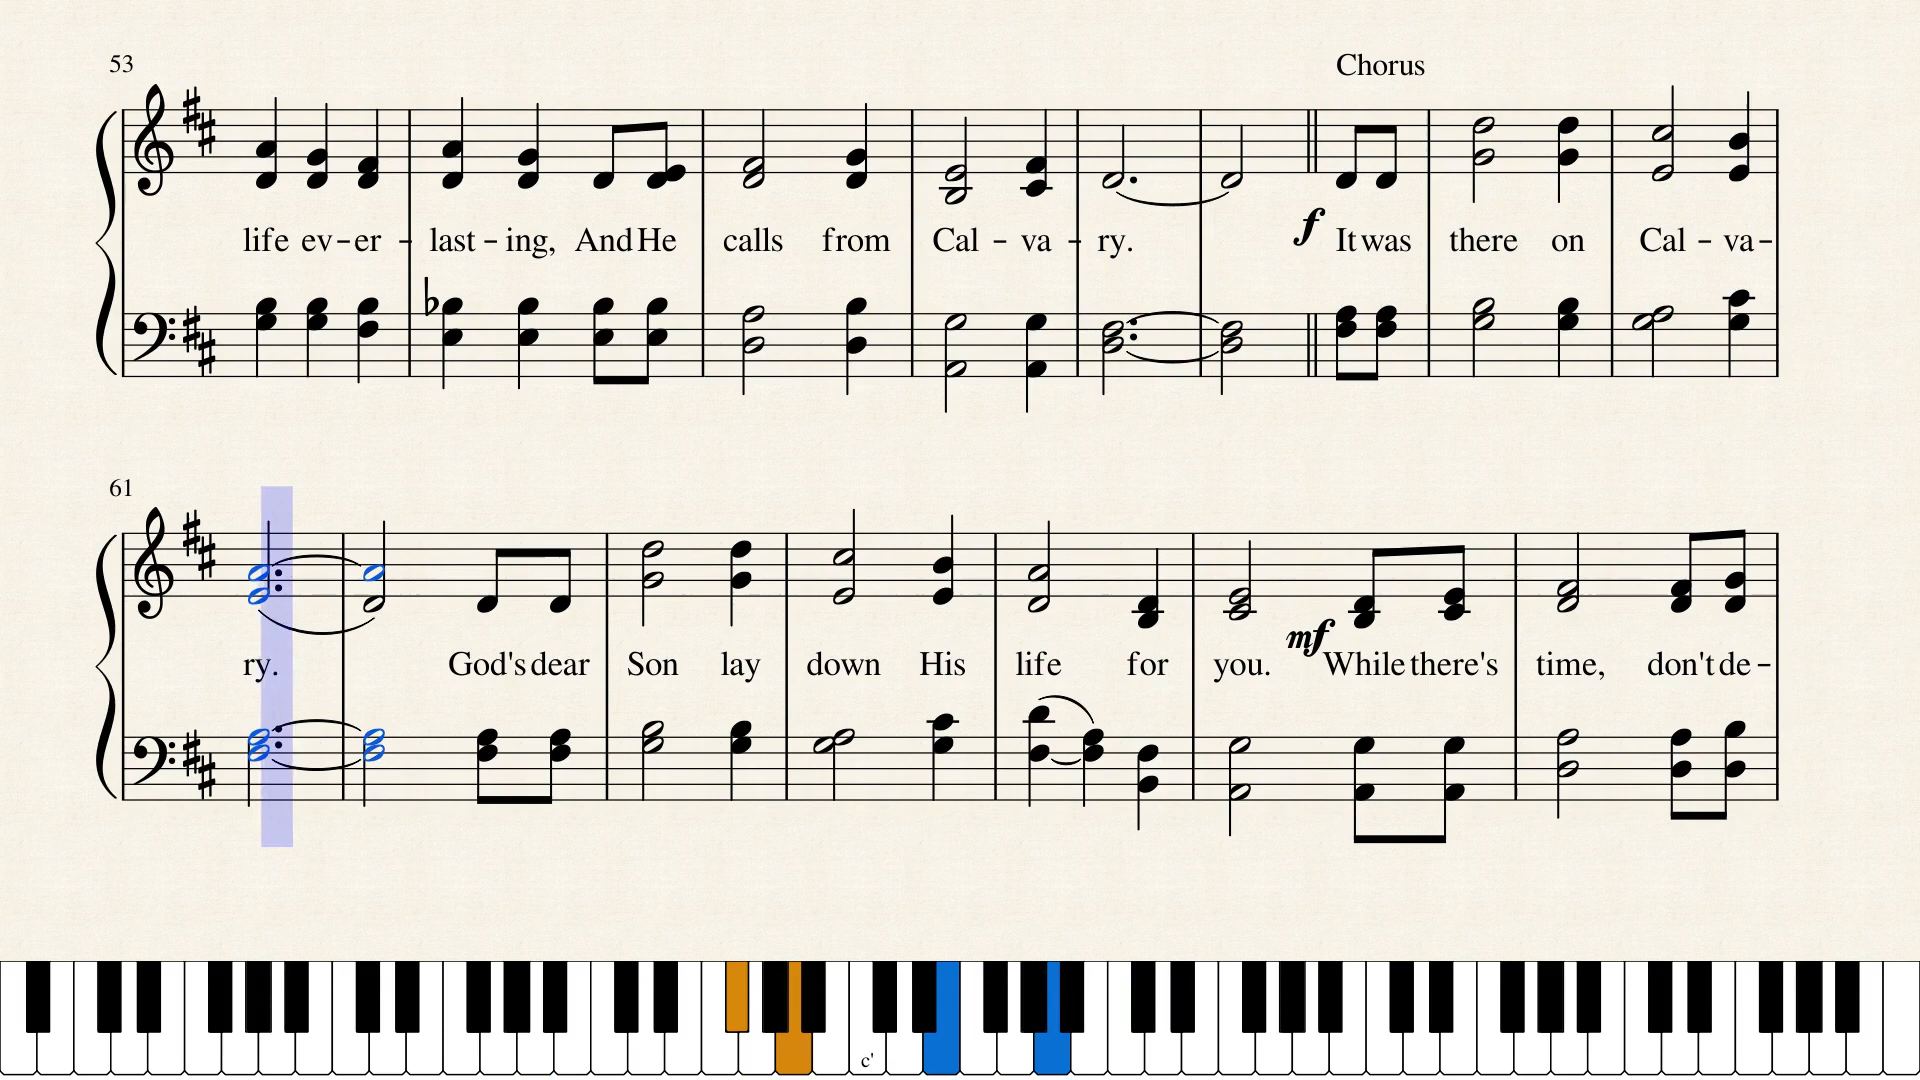 53
Chorus
f
life ev-er - last - ing, And He calls from Cal - va - ry. It was there on Cal - va-
61
mf
ry. God's dear Son lay down His life for you. While there's time, don't de-
c'